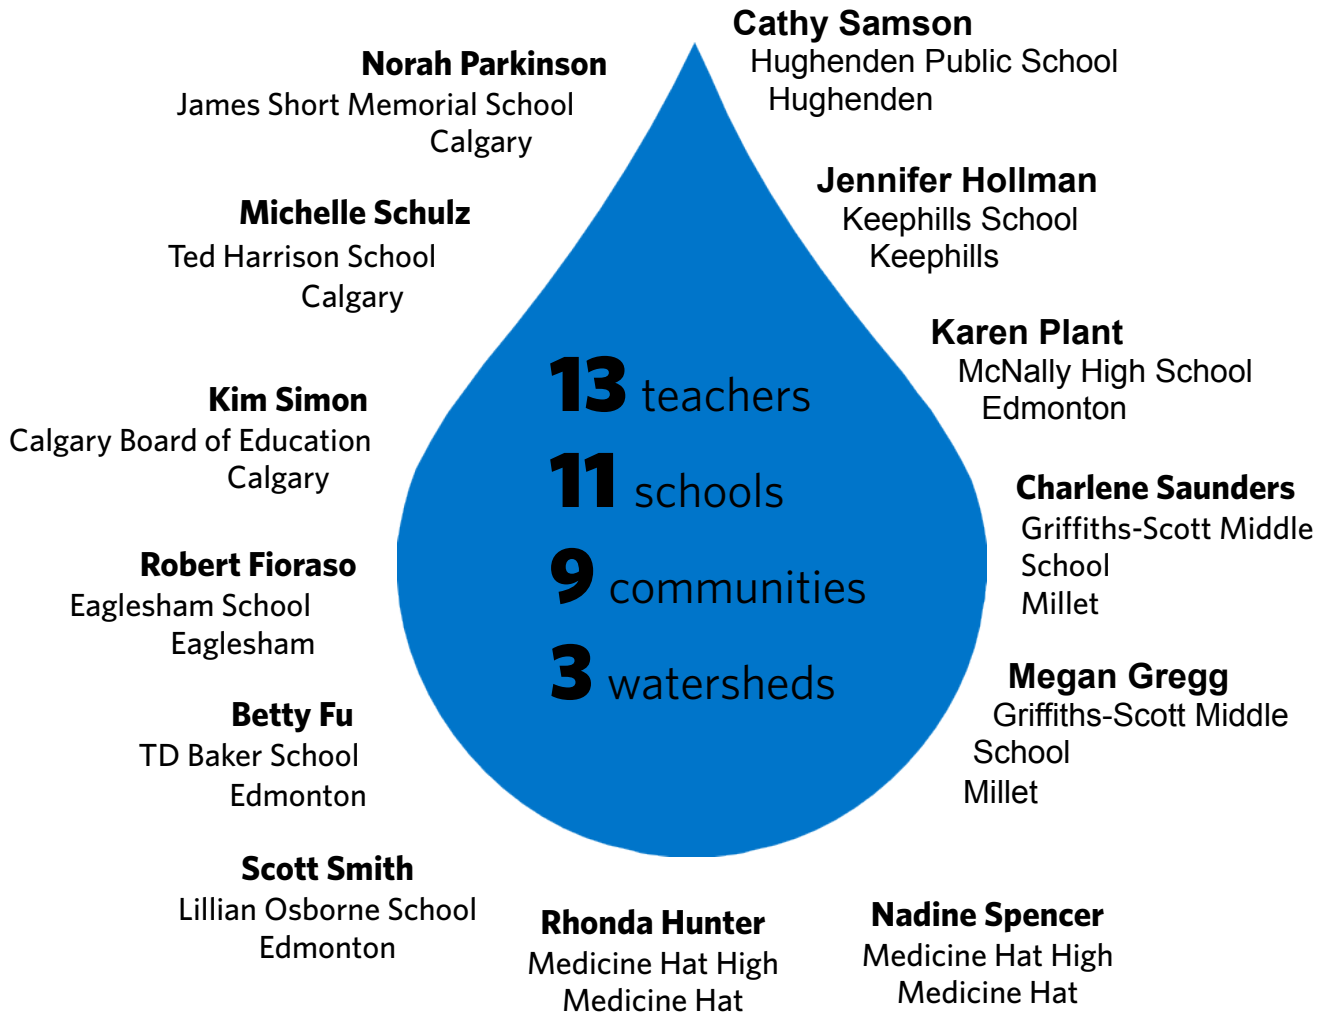 Cathy Samson
Hughenden Public School
Hughenden
Norah Parkinson
James Short Memorial School
Calgary
Jennifer Hollman
Keephills School
Keephills
Michelle Schulz
Ted Harrison School
Calgary
Karen Plant
McNally High School
Edmonton
13 teachers
11 schools
9 communities
3 watersheds
Kim Simon
Calgary Board of Education
Calgary
Charlene Saunders
Griffiths-Scott Middle
School
Millet
Robert Fioraso
Eaglesham School
Eaglesham
Megan Gregg
Griffiths-Scott Middle
School
Millet
Betty Fu
TD Baker School
Edmonton
Scott Smith
Lillian Osborne School
Edmonton
Rhonda Hunter
Medicine Hat High
Medicine Hat
Nadine Spencer
Medicine Hat High
Medicine Hat